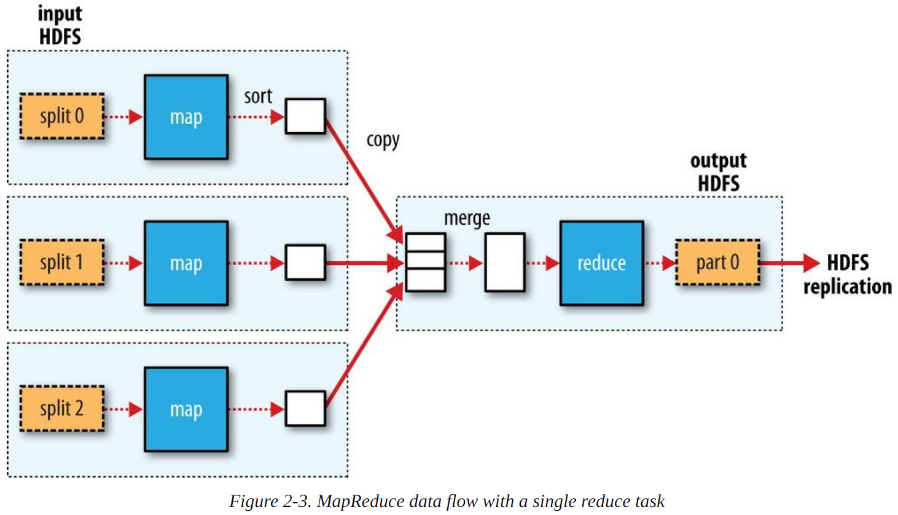 input
HDFS
split 0
map
sort
copy
split 1
map
split 2
map
merge
reduce
output
HDFS
part 0
HDFS
replication
Figure 2-3. MapReduce data flow with a single reduce task